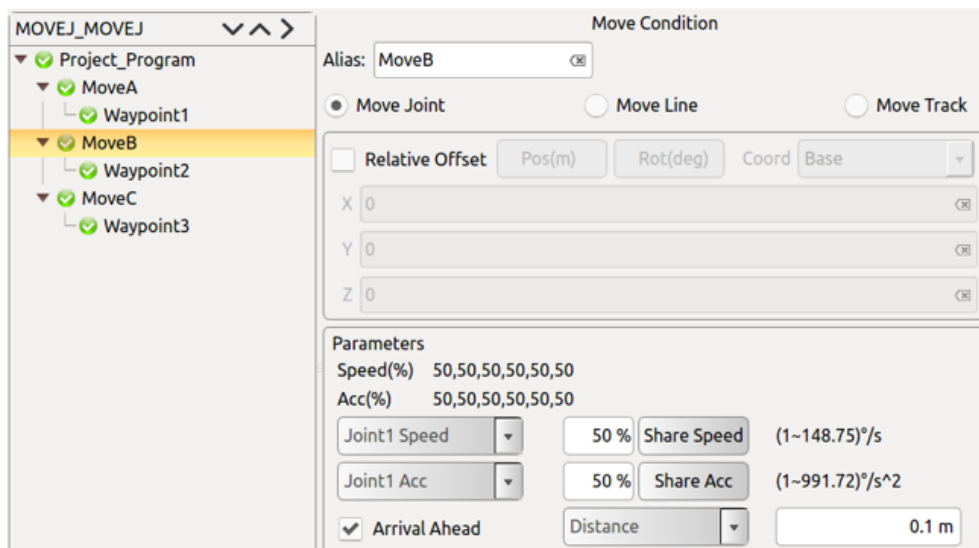 MOVEJ_MOVEJ
Project_Program
MoveA
Waypoint1
MoveB
Waypoint2
MoveC
Waypoint3
Move Condition
Alias: MoveB
Move Joint Move Line Move Track
Relative Offset Pos(m) Rot(deg) Coord Base
X 0
Y 0
Z 0
Parameters
Speed(%) 50,50,50,50,50,50
Acc(%) 50,50,50,50,50,50
Joint1 Speed 50 % Share Speed (1~148.75)°/s
Joint1 Acc 50 % Share Acc (1~991.72)°/s^2
Arrival Ahead Distance 0.1 m